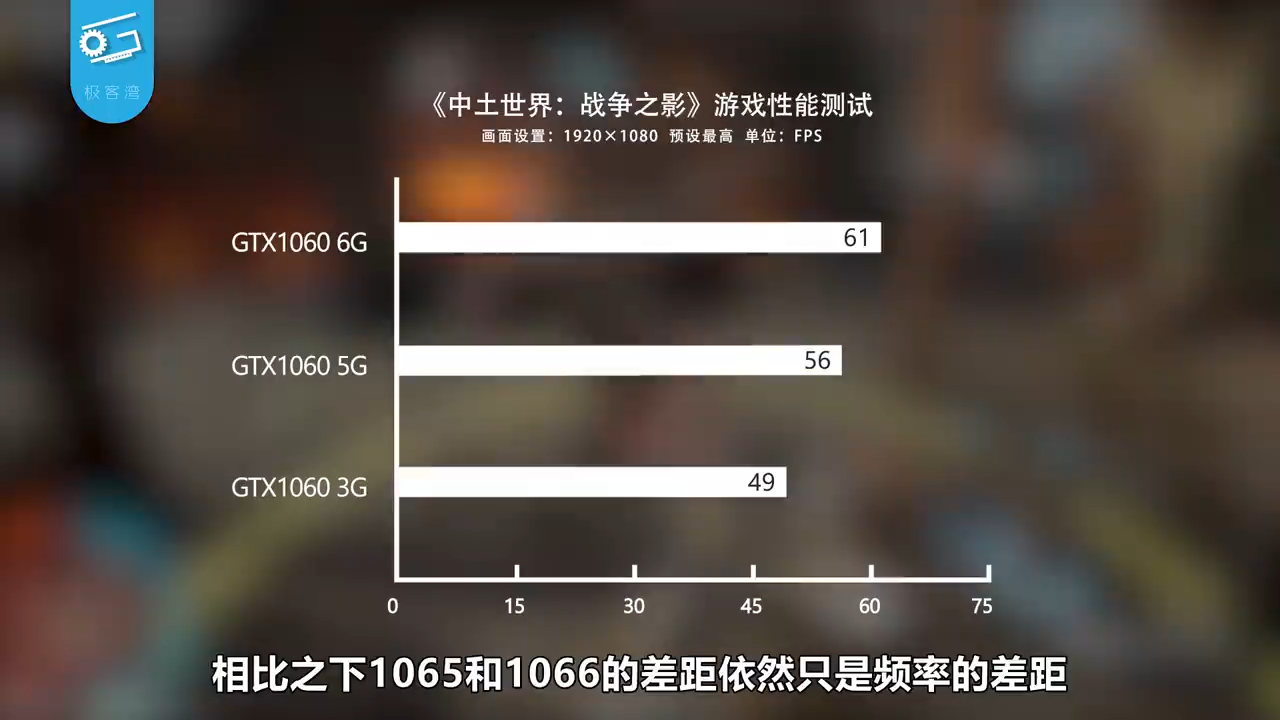 极客湾
《中土世界：战争之影》游戏性能测试
画面设置：1920×1080 预设最高 单位：FPS
GTX1060 6G
61
GTX1060 5G
56
GTX1060 3G
49
0 15 30 45 60 75
相比之下1065和1066的差距依然只是频率的差距